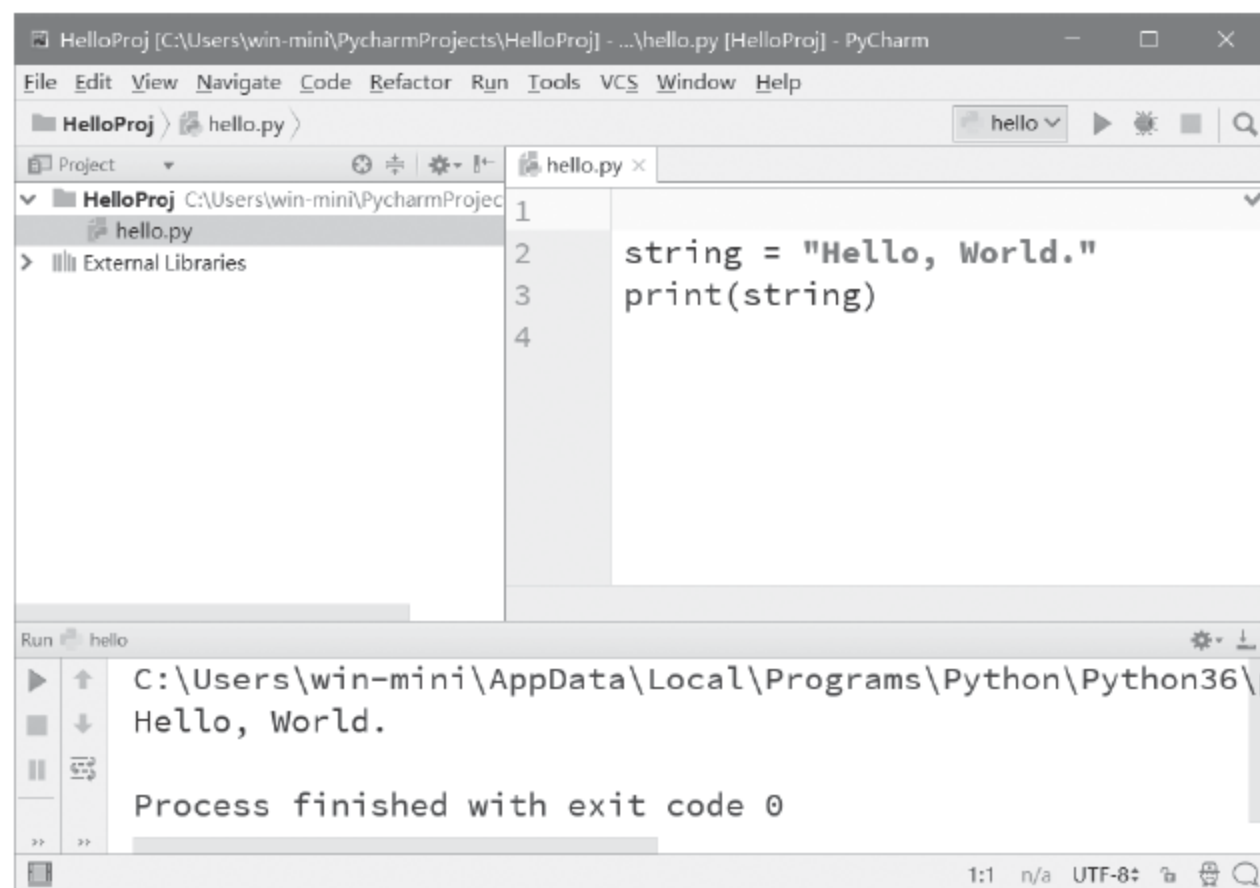 HelloProj [C:\Users\win-mini\PycharmProjects\HelloProj] - ...\hello.py [HelloProj] - PyCharm
File Edit View Navigate Code Refactor Run Tools VCS Window Help
HelloProj hello.py hello
Project hello.py
HelloProj C:\Users\win-mini\PycharmProjec
hello.py
External Libraries
1
2 string = "Hello, World."
3 print(string)
4
Run hello
C:\Users\win-mini\AppData\Local\Programs\Python\Python36\
Hello, World.
Process finished with exit code 0
1:1 n/a UTF-8